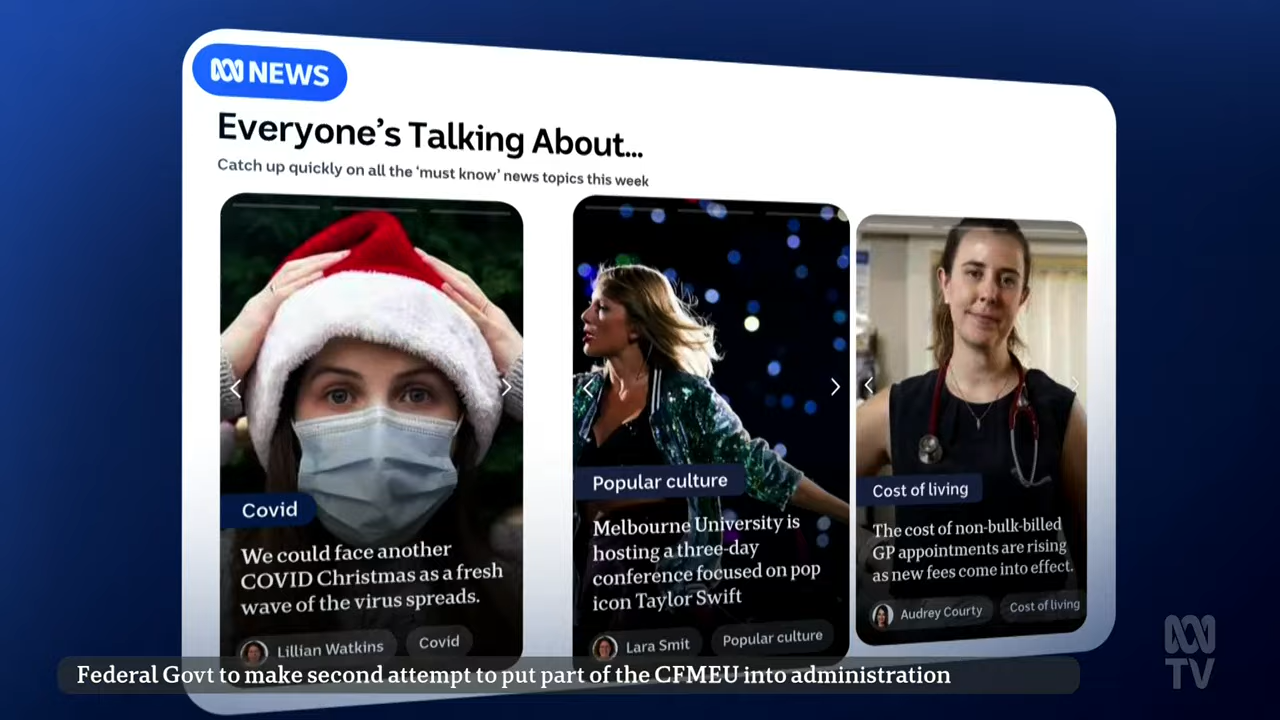 NEWS
Everyone's Talking About...
Catch up quickly on all the 'must know' news topics this week
Covid
We could face another
COVID Christmas as a fresh
wave of the virus spreads.
Lillian Watkins
Covid
Popular culture
Melbourne University is
hosting a three-day
conference focused on pop
icon Taylor Swift
Lara Smit
Popular culture
Cost of living
The cost of non-bulk-billed
GP appointments are rising
as new fees come into effect.
Audrey Courty
Cost of living
Federal Govt to make second attempt to put part of the CFMEU into administration
TV